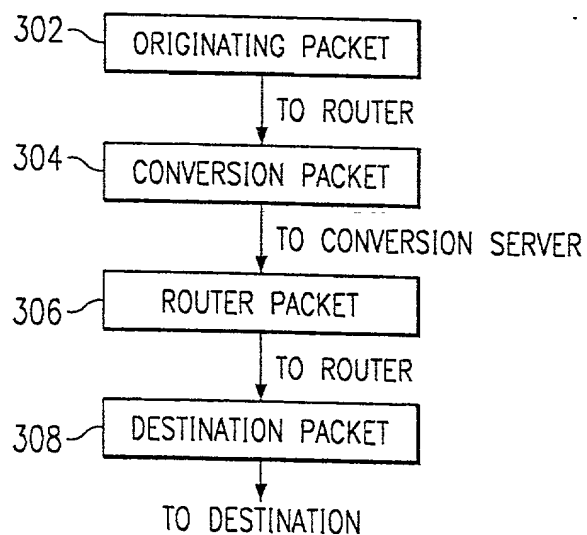 302 ORIGINATING PACKET
TO ROUTER
304 CONVERSION PACKET
TO CONVERSION SERVER
306 ROUTER PACKET
TO ROUTER
308 DESTINATION PACKET
TO DESTINATION